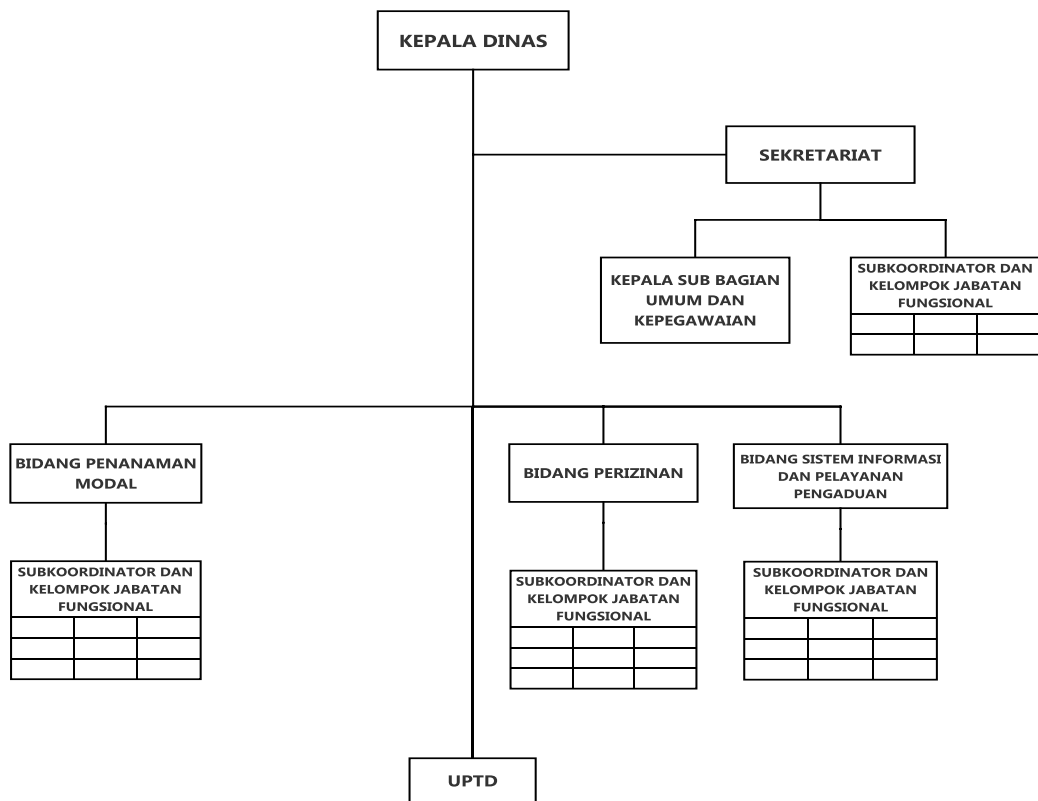 KEPALA DINAS
SEKRETARIAT
KEPALA SUB BAGIAN
UMUM DAN
KEPEGAWAIAN
SUBKOORDINATOR DAN
KELOMPOK JABATAN
FUNGSIONAL
BIDANG PENANAMAN
MODAL
BIDANG PERIZINAN
BIDANG SISTEM INFORMASI
DAN PELAYANAN
PENGADUAN
SUBKOORDINATOR DAN
KELOMPOK JABATAN
FUNGSIONAL
SUBKOORDINATOR DAN
KELOMPOK JABATAN
FUNGSIONAL
SUBKOORDINATOR DAN
KELOMPOK JABATAN
FUNGSIONAL
UPTD